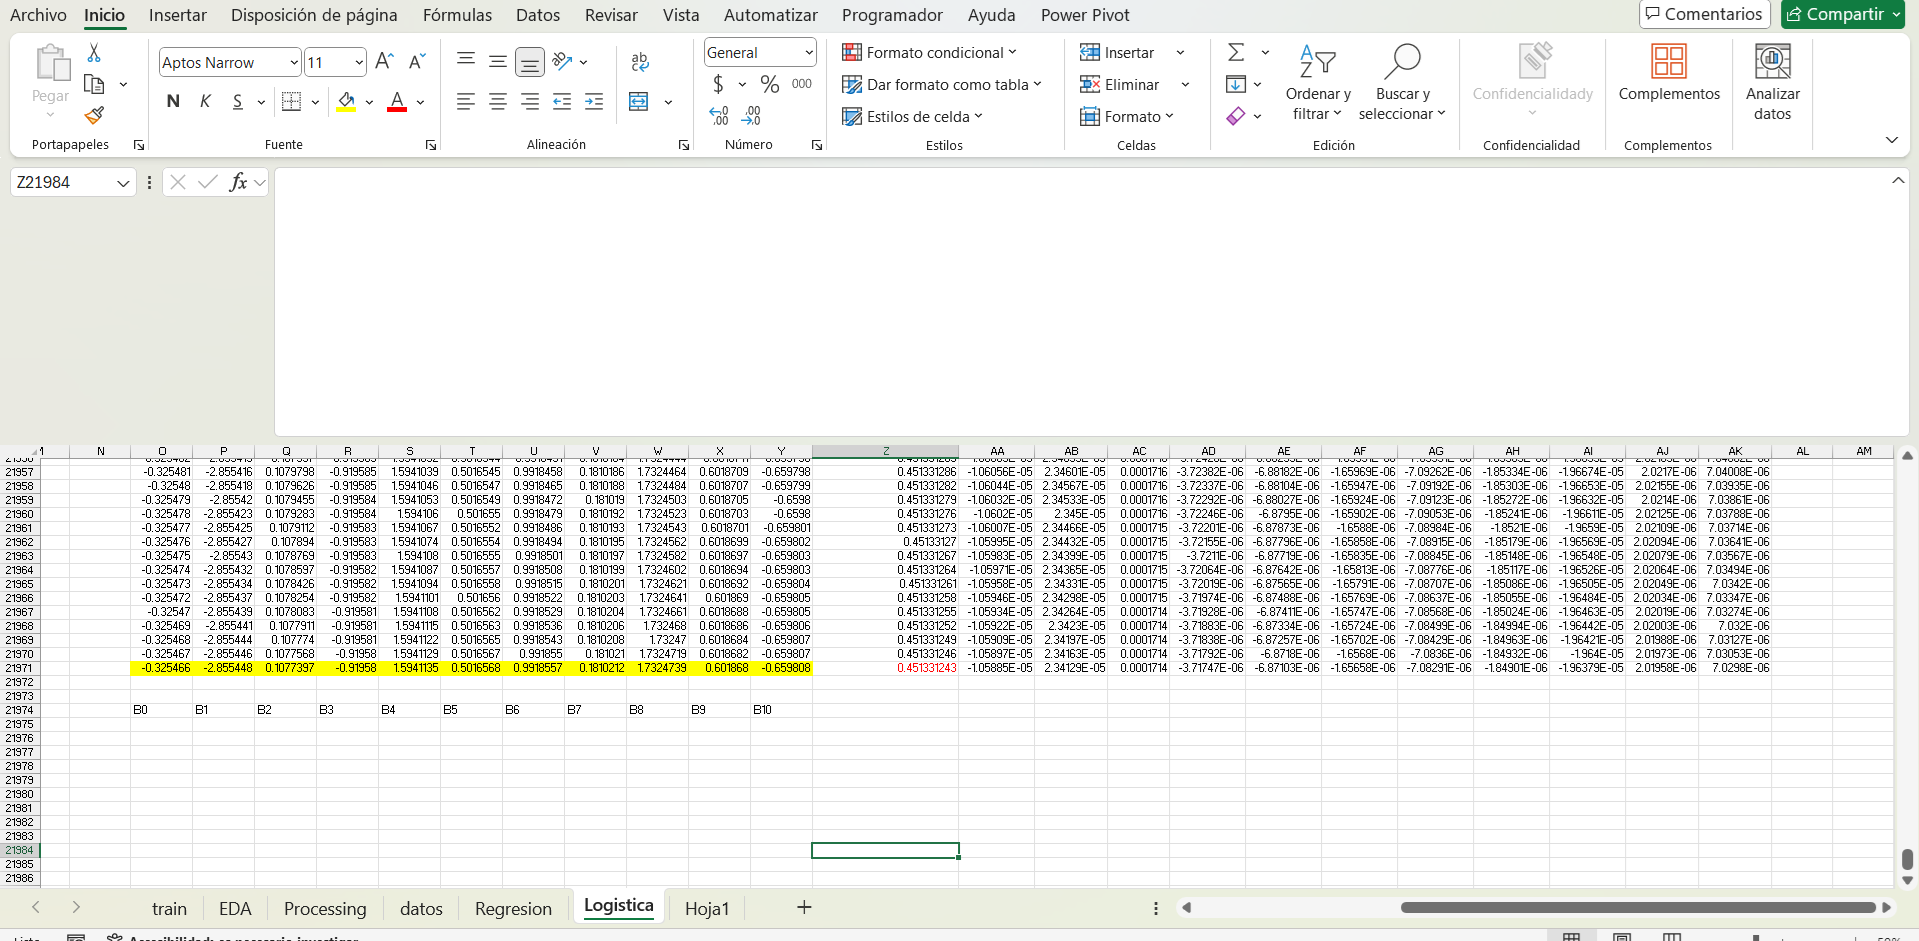 Archivo Inicio Insertar Disposición de página Fórmulas Datos Revisar Vista Automatizar Programador Ayuda Power Pivot Comentarios Compartir
Pegar
Portapapeles
Aptos Narrow 11
N K S
Fuente
ab
Alineación
General
$ % 000
Número
Formato condicional
Dar formato como tabla
Estilos de celda
Estilos
Insertar
Eliminar
Formato
Celdas
Ordenar y filtrar
Buscar y seleccionar
Edición
Confidencialidady
Confidencialidad
Complementos
Complementos
Analizar datos
Z21984 fx
N O P Q R S T U V W X Y Z AA AB AC AD AE AF AG AH AI AJ AK AL AM
21957 -0.325481 -2.855416 0.1079798 -0.919585 1.5941039 0.5016545 0.9918458 0.1810186 1.7324464 0.6018709 -0.659798 0.451331286 -1.06056E-05 2.34601E-05 0.0001716 -3.72382E-06 -6.88182E-06 -1.65969E-06 -7.09262E-06 -1.85334E-06 -1.96674E-05 2.0217E-06 7.04008E-06
21958 -0.32548 -2.855418 0.1079626 -0.919585 1.5941046 0.5016547 0.9918465 0.1810188 1.7324484 0.6018707 -0.659799 0.451331282 -1.06044E-05 2.34567E-05 0.0001716 -3.72337E-06 -6.88104E-06 -1.65947E-06 -7.09192E-06 -1.85303E-06 -1.96653E-05 2.02155E-06 7.03935E-06
21959 -0.325479 -2.85542 0.1079455 -0.919584 1.5941053 0.5016549 0.9918472 0.181019 1.7324503 0.6018705 -0.6598 0.451331279 -1.06032E-05 2.34533E-05 0.0001716 -3.72292E-06 -6.88027E-06 -1.65924E-06 -7.09123E-06 -1.85272E-06 -1.96632E-05 2.0214E-06 7.03861E-06
21960 -0.325478 -2.855423 0.1079283 -0.919584 1.594106 0.501655 0.9918479 0.1810192 1.7324523 0.6018703 -0.6598 0.451331276 -1.0602E-05 2.345E-05 0.0001716 -3.72246E-06 -6.8795E-06 -1.65902E-06 -7.09053E-06 -1.85241E-06 -1.96611E-05 2.02125E-06 7.03788E-06
21961 -0.325477 -2.855425 0.1079112 -0.919583 1.5941067 0.5016552 0.9918486 0.1810193 1.7324543 0.6018701 -0.659801 0.451331273 -1.06007E-05 2.34466E-05 0.0001715 -3.72201E-06 -6.87873E-06 -1.6588E-06 -7.08984E-06 -1.8521E-06 -1.9659E-05 2.02109E-06 7.03714E-06
21962 -0.325476 -2.855427 0.107894 -0.919583 1.5941074 0.5016554 0.9918494 0.1810195 1.7324562 0.6018699 -0.659802 0.45133127 -1.05995E-05 2.34432E-05 0.0001715 -3.72155E-06 -6.87796E-06 -1.65858E-06 -7.08915E-06 -1.85179E-06 -1.96569E-05 2.02094E-06 7.03641E-06
21963 -0.325475 -2.85543 0.1078769 -0.919583 1.594108 0.5016555 0.9918501 0.1810197 1.7324582 0.6018697 -0.659803 0.451331267 -1.05983E-05 2.34399E-05 0.0001715 -3.7211E-06 -6.87719E-06 -1.65835E-06 -7.08845E-06 -1.85148E-06 -1.96548E-05 2.02079E-06 7.03567E-06
21964 -0.325474 -2.855432 0.1078597 -0.919582 1.5941087 0.5016557 0.9918508 0.1810199 1.7324602 0.6018694 -0.659803 0.451331264 -1.05971E-05 2.34365E-05 0.0001715 -3.72064E-06 -6.87642E-06 -1.65813E-06 -7.08776E-06 -1.85117E-06 -1.96526E-05 2.02064E-06 7.03494E-06
21965 -0.325473 -2.855434 0.1078426 -0.919582 1.5941094 0.5016558 0.9918515 0.1810201 1.7324621 0.6018692 -0.659804 0.451331261 -1.05958E-05 2.34331E-05 0.0001715 -3.72019E-06 -6.87565E-06 -1.65791E-06 -7.08707E-06 -1.85086E-06 -1.96505E-05 2.02049E-06 7.0342E-06
21966 -0.325472 -2.855437 0.1078254 -0.919582 1.5941101 0.501656 0.9918522 0.1810203 1.7324641 0.601869 -0.659805 0.451331258 -1.05946E-05 2.34298E-05 0.0001715 -3.71974E-06 -6.87488E-06 -1.65769E-06 -7.08637E-06 -1.85055E-06 -1.96484E-05 2.02034E-06 7.03347E-06
21967 -0.32547 -2.855439 0.1078083 -0.919581 1.5941108 0.5016562 0.9918529 0.1810204 1.7324661 0.6018688 -0.659805 0.451331255 -1.05934E-05 2.34264E-05 0.0001714 -3.71928E-06 -6.87411E-06 -1.65747E-06 -7.08568E-06 -1.85024E-06 -1.96463E-05 2.02019E-06 7.03274E-06
21968 -0.325469 -2.855441 0.1077911 -0.919581 1.5941115 0.5016563 0.9918536 0.1810206 1.732468 0.6018686 -0.659806 0.451331252 -1.05922E-05 2.3423E-05 0.0001714 -3.71883E-06 -6.87334E-06 -1.65724E-06 -7.08499E-06 -1.84994E-06 -1.96442E-05 2.02003E-06 7.032E-06
21969 -0.325468 -2.855444 0.107774 -0.919581 1.5941122 0.5016565 0.9918543 0.1810208 1.73247 0.6018684 -0.659807 0.451331249 -1.05909E-05 2.34197E-05 0.0001714 -3.71838E-06 -6.87257E-06 -1.65702E-06 -7.08429E-06 -1.84963E-06 -1.96421E-05 2.01988E-06 7.03127E-06
21970 -0.325467 -2.855446 0.1077568 -0.91958 1.5941129 0.5016567 0.991855 0.181021 1.7324719 0.6018682 -0.659807 0.451331246 -1.05897E-05 2.34163E-05 0.0001714 -3.71792E-06 -6.8718E-06 -1.6568E-06 -7.0836E-06 -1.84932E-06 -1.964E-05 2.01973E-06 7.03053E-06
21971 -0.325466 -2.855448 0.1077397 -0.91958 1.5941135 0.5016568 0.9918557 0.1810212 1.7324739 0.601868 -0.659808 0.451331243 -1.05885E-05 2.34129E-05 0.0001714 -3.71747E-06 -6.87103E-06 -1.65658E-06 -7.08291E-06 -1.84901E-06 -1.96379E-05 2.01958E-06 7.0298E-06
21972
21973
21974 B0 B1 B2 B3 B4 B5 B6 B7 B8 B9 B10
21975
21976
21977
21978
21979
21980
21981
21982
21983
21984
21985
21986
train EDA Processing datos Regresion Logistica Hoja1